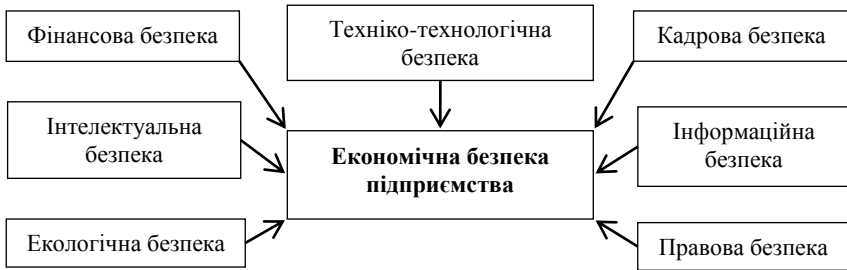 Фінансова безпека
Техніко-технологічна
безпека
Кадрова безпека
Інтелектуальна
безпека
Економічна безпека
підприємства
Інформаційна
безпека
Екологічна безпека
Правова безпека